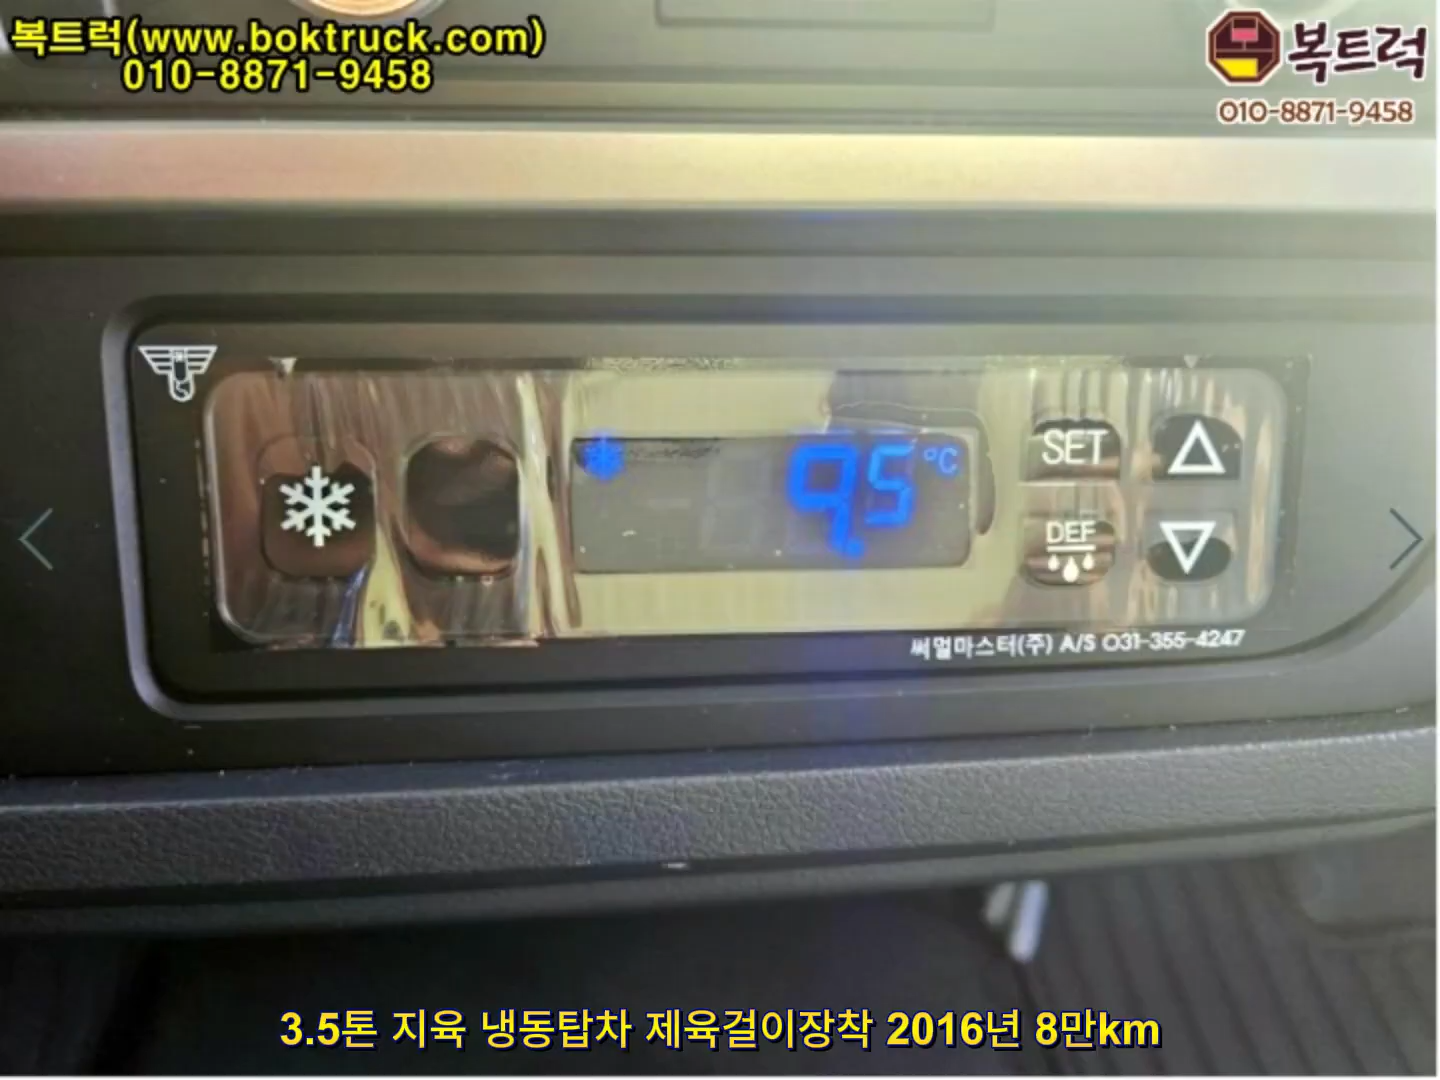 복트럭(www.boktruck.com)
010-8871-9458
복트럭
010-8871-9458
9.5 °C
SET
DEF
써멀마스터(주) A/S 031-355-4247
3.5톤 지육 냉동탑차 제육걸이장착 2016년 8만km